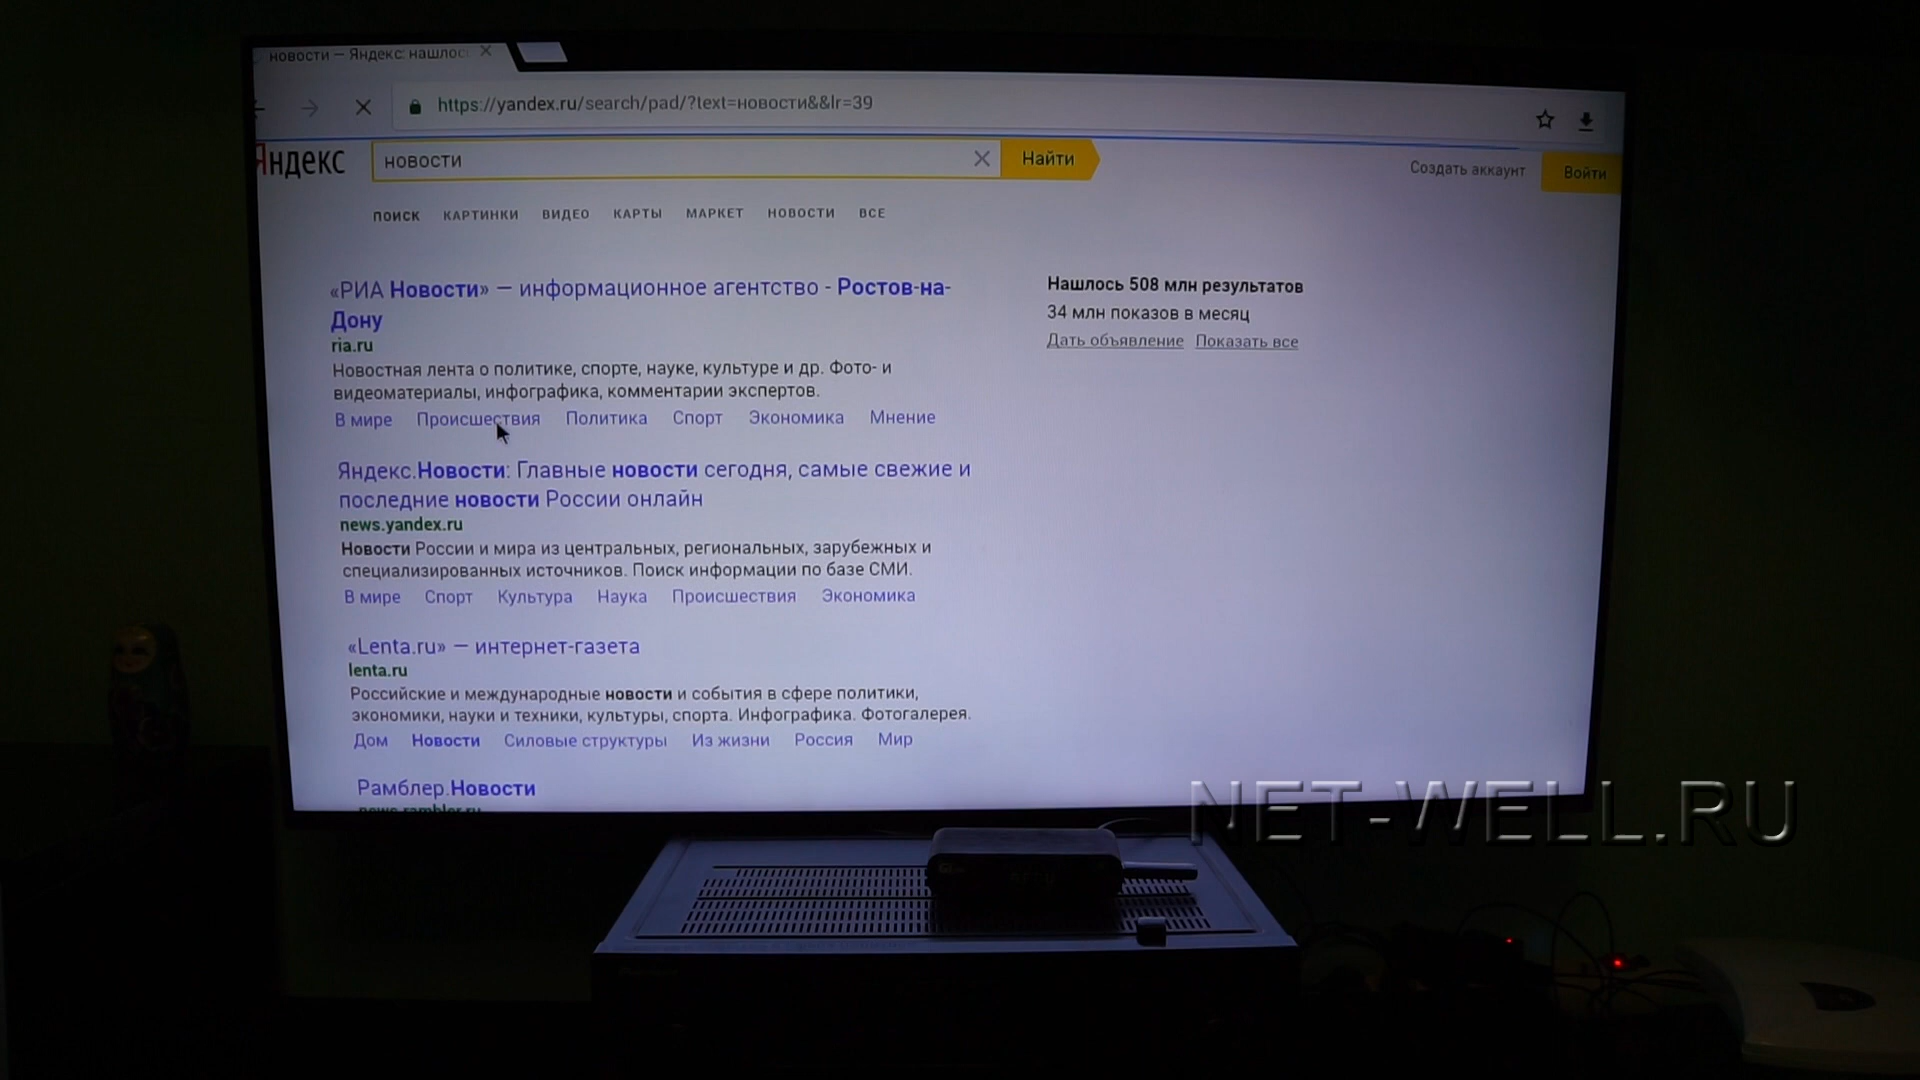 новости — Яндекс: нашлос
https://yandex.ru/search/pad/?text=новости&&lr=39
Яндекс
новости
Найти
Создать аккаунт
Войти
ПОИСК КАРТИНКИ ВИДЕО КАРТЫ МАРКЕТ НОВОСТИ ВСЕ
«РИА Новости» — информационное агентство - Ростов-на-
Дону
ria.ru
Новостная лента о политике, спорте, науке, культуре и др. Фото- и
видеоматериалы, инфографика, комментарии экспертов.
В мире Происшествия Политика Спорт Экономика Мнение
Нашлось 508 млн результатов
34 млн показов в месяц
Дать объявление Показать все
Яндекс.Новости: Главные новости сегодня, самые свежие и
последние новости России онлайн
news.yandex.ru
Новости России и мира из центральных, региональных, зарубежных и
специализированных источников. Поиск информации по базе СМИ.
В мире Спорт Культура Наука Происшествия Экономика
«Lenta.ru» — интернет-газета
lenta.ru
Российские и международные новости и события в сфере политики,
экономики, науки и техники, культуры, спорта. Инфографика. Фотогалерея.
Дом Новости Силовые структуры Из жизни Россия Мир
Рамблер.Новости
news.rambler.ru
NET-WELL.RU